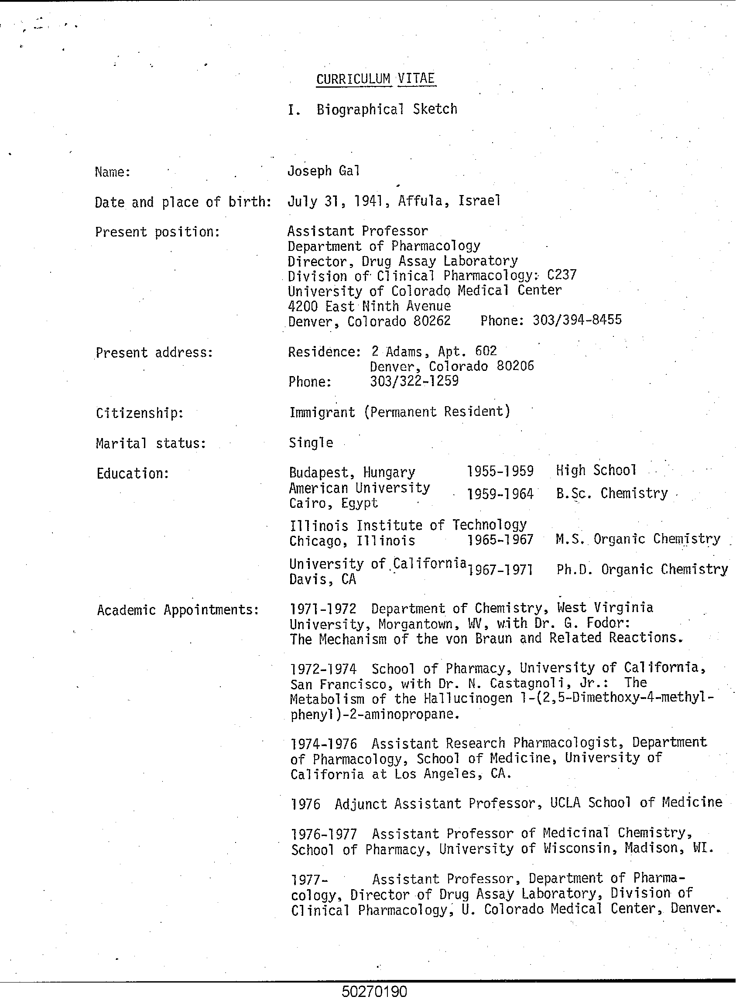 CURRICULUM VITAE
I. Biographical Sketch
Name: Joseph Gal
Date and place of birth: July 31, 1941, Affula, Israel
Present position: Assistant Professor
Department of Pharmacology
Director, Drug Assay Laboratory
Division of Clinical Pharmacology: C237
University of Colorado Medical Center
4200 East Ninth Avenue
Denver, Colorado 80262 Phone: 303/394-8455
Present address: Residence: 2 Adams, Apt. 602
Denver, Colorado 80206
Phone: 303/322-1259
Citizenship: Immigrant (Permanent Resident)
Marital status: Single
Education: Budapest, Hungary 1955-1959 High School
American University 1959-1964 B.Sc. Chemistry
Cairo, Egypt
Illinois Institute of Technology
Chicago, Illinois 1965-1967 M.S. Organic Chemistry
University of California 1967-1971 Ph.D. Organic Chemistry
Davis, CA
Academic Appointments: 1971-1972 Department of Chemistry, West Virginia
University, Morgantown, WV, with Dr. G. Fodor:
The Mechanism of the von Braun and Related Reactions.
1972-1974 School of Pharmacy, University of California,
San Francisco, with Dr. N. Castagnoli, Jr.: The
Metabolism of the Hallucinogen 1-(2,5-Dimethoxy-4-methyl-
phenyl)-2-aminopropane.
1974-1976 Assistant Research Pharmacologist, Department
of Pharmacology, School of Medicine, University of
California at Los Angeles, CA.
1976 Adjunct Assistant Professor, UCLA School of Medicine
1976-1977 Assistant Professor of Medicinal Chemistry,
School of Pharmacy, University of Wisconsin, Madison, WI.
1977- Assistant Professor, Department of Pharma-
cology, Director of Drug Assay Laboratory, Division of
Clinical Pharmacology, U. Colorado Medical Center, Denver.
50270190